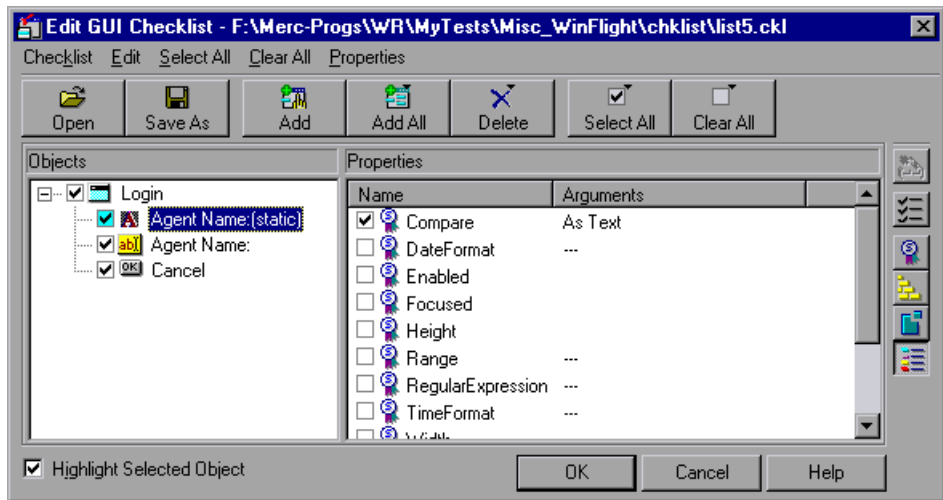 Edit GUI Checklist - F:\Merc-Progs\WR\MyTests\Misc_WinFlight\chklist\list5.ckl
Checklist Edit Select All Clear All Properties
Open Save As Add Add All Delete Select All Clear All
Objects Properties
Name Arguments
Login
Agent Name:(static)
Agent Name:
Cancel
Compare As Text
DateFormat ---
Enabled
Focused
Height
Range ---
RegularExpression ---
TimeFormat ---
Width
Highlight Selected Object
OK Cancel Help